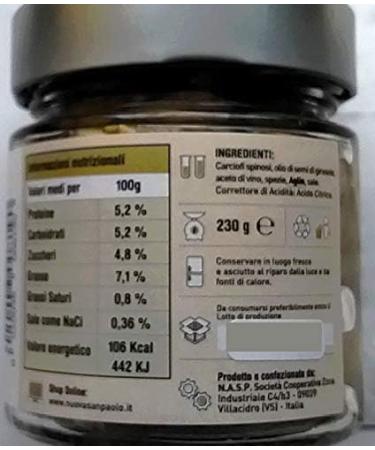 Informazioni nutrizionali
Valori medi per 100g
Proteine 5,2 %
Carboidrati 5,2 %
Zuccheri 4,8 %
Grasso 7,1 %
Grassi Saturi 0,8 %
Sale come NaCl 0,36 %
Valore energetico 106 Kcal
442 KJ
Shop Online:
www.nuovasanpaolo.it
INGREDIENTI:
Carciofi spinosi, olio di semi di girasole,
aceto di vino, spezie, Aglio, sale
Correttore di Acidità: Acido Citrico.
230 g e
Conservare in luogo fresco
e asciutto al riparo dalla luce e da
fonti di calore.
Da consumarsi preferibilmente entro il
Lotto di produzione
Prodotto e confezionato da:
N.A.S.P. Società Cooperativa Zona
Industriale C4/b3 - 09039
Villacidro (VS) - Italia